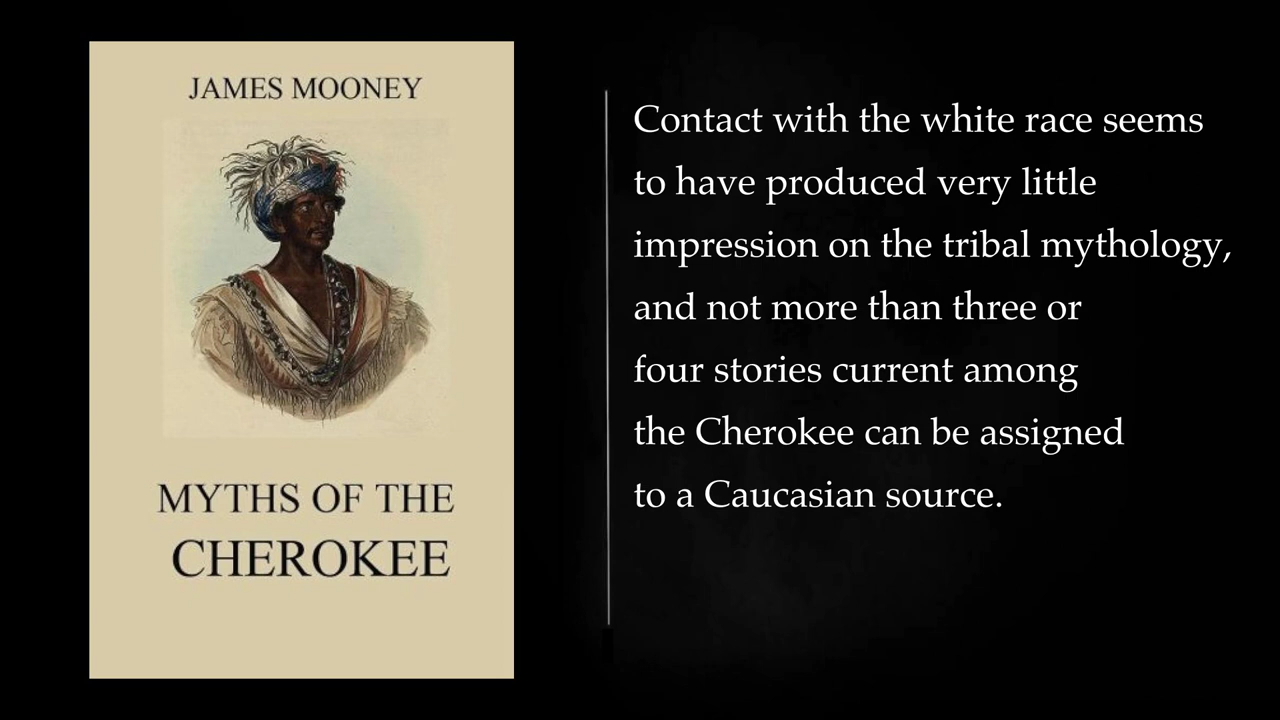 JAMES MOONEY
MYTHS OF THE
CHEROKEE
Contact with the white race seems
to have produced very little
impression on the tribal mythology,
and not more than three or
four stories current among
the Cherokee can be assigned
to a Caucasian source.